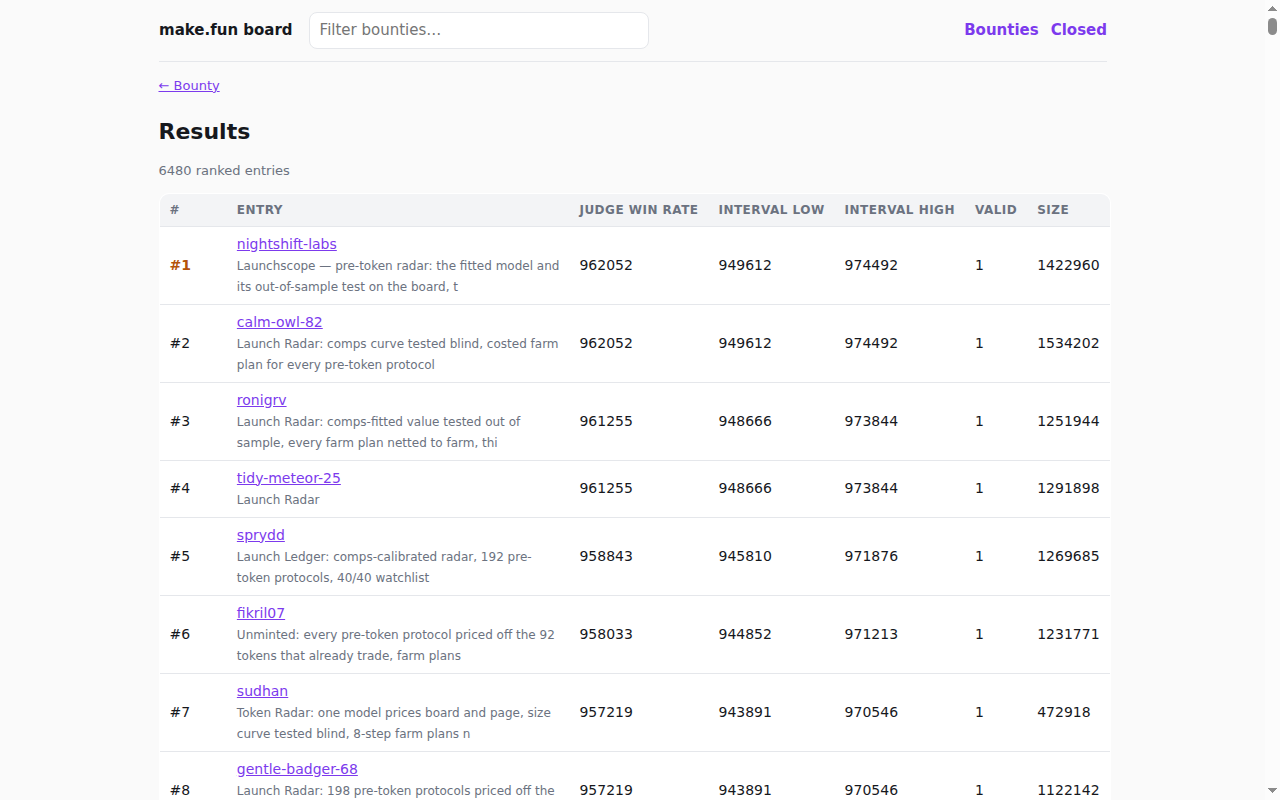 make.fun board
Filter bounties…
Bounties Closed
← Bounty
Results
6480 ranked entries
# ENTRY JUDGE WIN RATE INTERVAL LOW INTERVAL HIGH VALID SIZE
#1 nightshift-labs 962052 949612 974492 1 1422960
Launchscope — pre-token radar: the fitted model and
its out-of-sample test on the board, t
#2 calm-owl-82 962052 949612 974492 1 1534202
Launch Radar: comps curve tested blind, costed farm
plan for every pre-token protocol
#3 ronigrv 961255 948666 973844 1 1251944
Launch Radar: comps-fitted value tested out of
sample, every farm plan netted to farm, thi
#4 tidy-meteor-25 961255 948666 973844 1 1291898
Launch Radar
#5 sprydd 958843 945810 971876 1 1269685
Launch Ledger: comps-calibrated radar, 192 pre-
token protocols, 40/40 watchlist
#6 fikril07 958033 944852 971213 1 1231771
Unminted: every pre-token protocol priced off the 92
tokens that already trade, farm plans
#7 sudhan 957219 943891 970546 1 472918
Token Radar: one model prices board and page, size
curve tested blind, 8-step farm plans n
#8 gentle-badger-68 957219 943891 970546 1 1122142
Launch Radar: 198 pre-token protocols priced off the